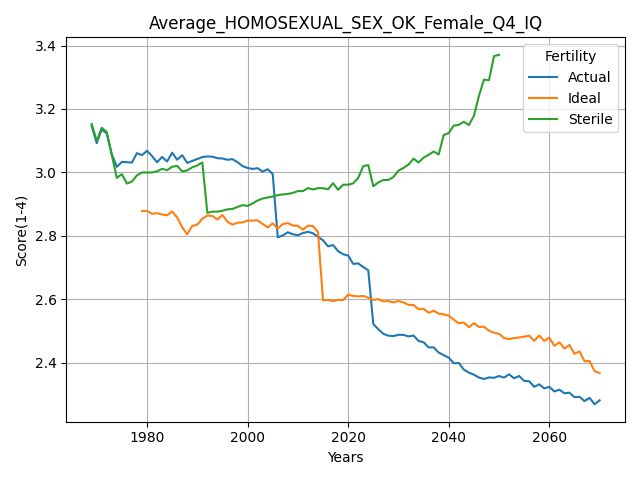 Average_HOMOSEXUAL_SEX_OK_Female_Q4_IQ
3.4
3.2
3.0
2.8
2.6
2.4
Score(1-4)
Fertility
Actual
Ideal
Sterile
1980 2000 2020 2040 2060
Years